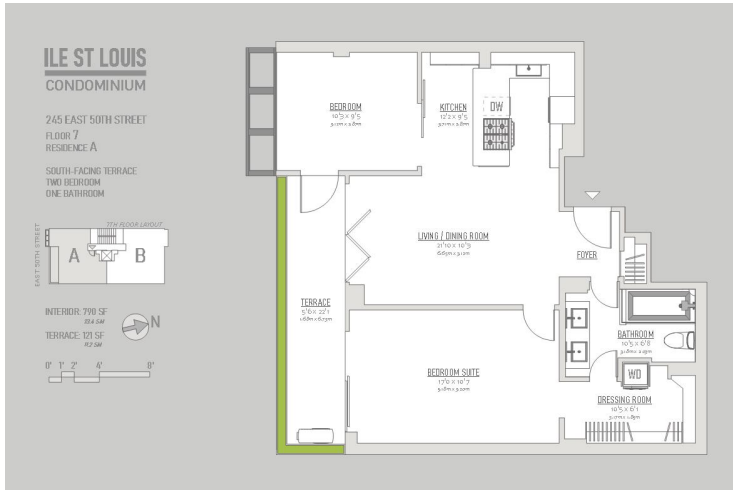 ILE ST LOUIS
CONDOMINIUM
245 EAST 50TH STREET
FLOOR 7
RESIDENCE A
SOUTH-FACING TERRACE
TWO BEDROOM
ONE BATHROOM
7TH FLOOR LAYOUT
EAST 50TH STREET
A
B
INTERIOR: 790 SF
TERRACE: 121 SF
11.2 SM
N
0' 1' 2' 4' 8'
BEDROOM
10'3 X 9'5
KITCHEN
12'2 X 9'5
DW
LIVING / DINING ROOM
21'10 X 10'9
FOYER
TERRACE
5'6 X 22'1
BATHROOM
10'5 X 6'8
WD
BEDROOM SUITE
17'0 X 10'7
DRESSING ROOM
10'5 X 6'1